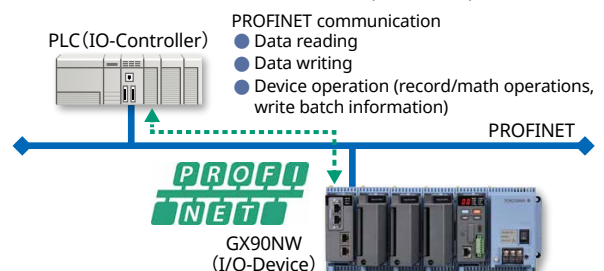 PROFINET communication
PLC(IO-Controller)
● Data reading
● Data writing
● Device operation (record/math operations,
write batch information)
PROFINET
PROFI
NET
GX90NW
(I/O-Device)
YOKOGAWA